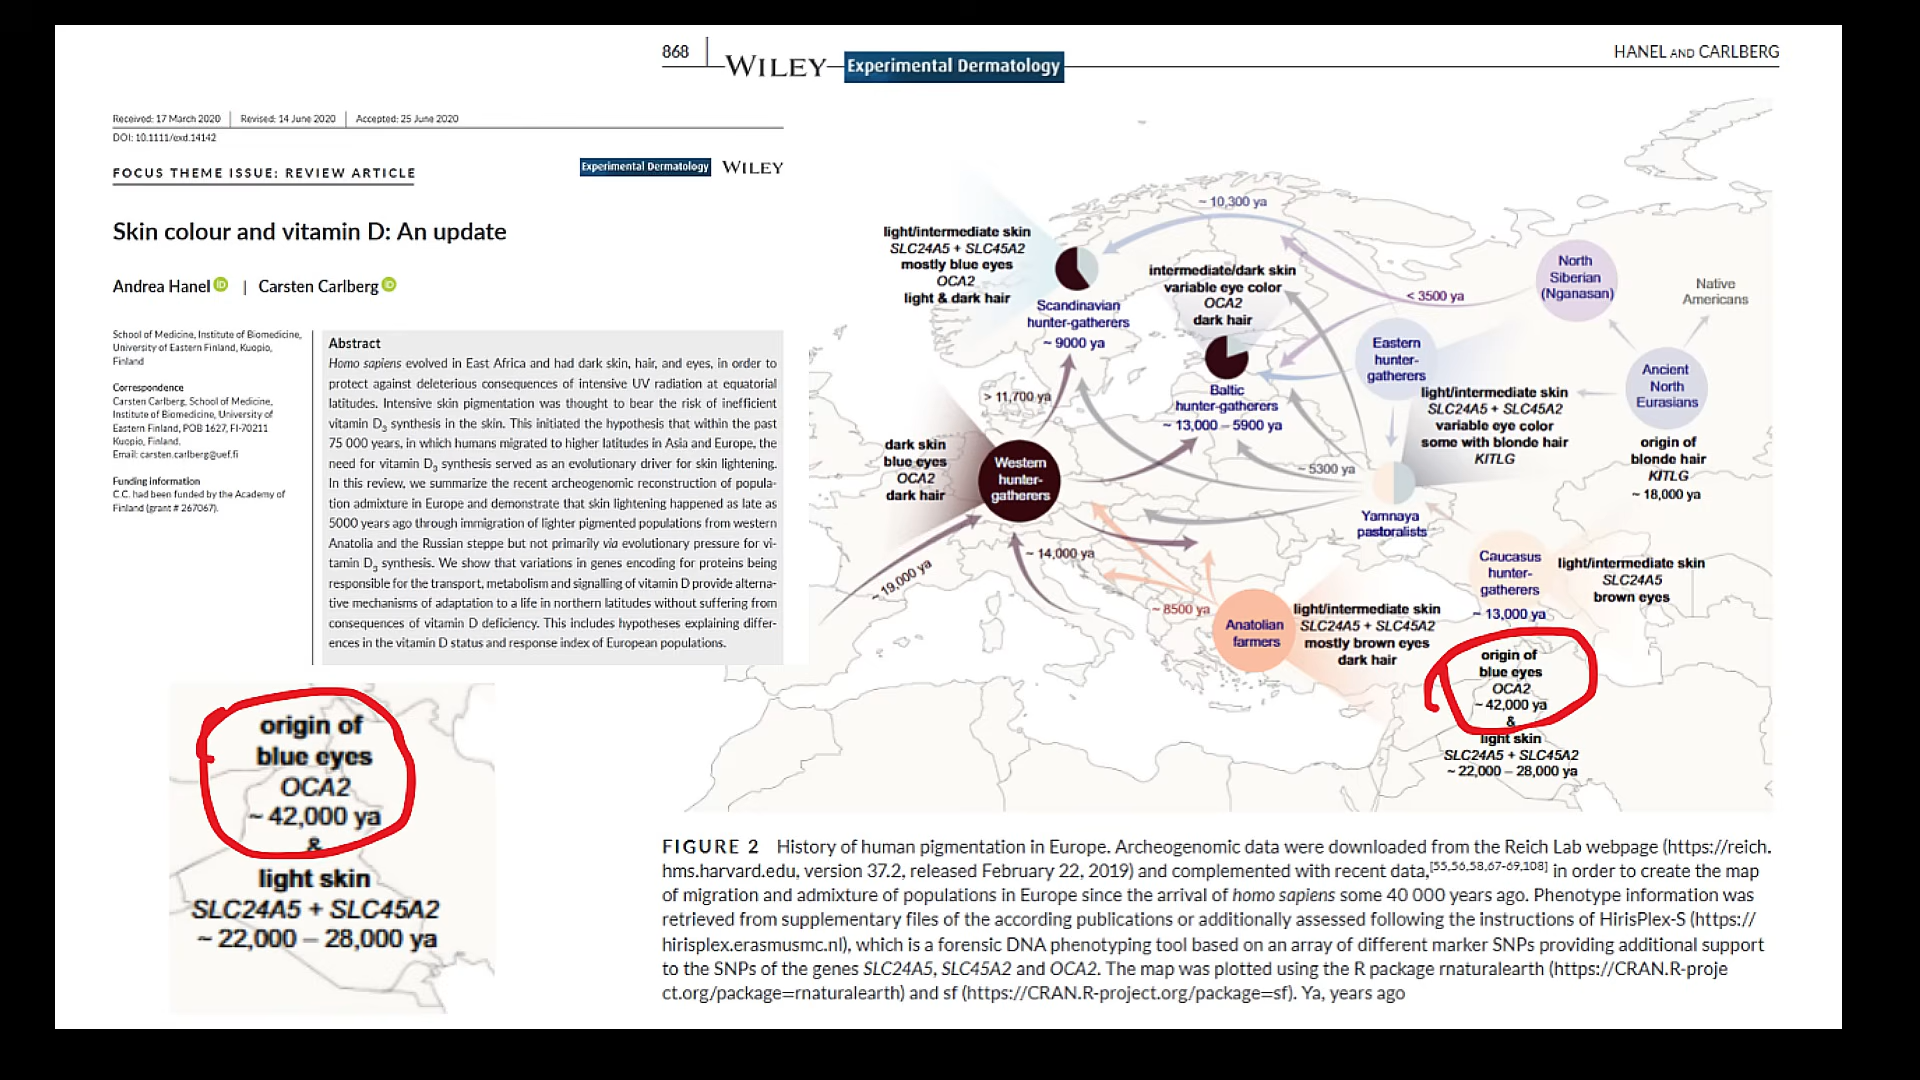 868
WILEY
Experimental Dermatology
HANEL AND CARLBERG
Received: 17 March 2020 | Revised: 14 June 2020 | Accepted: 25 June 2020
DOI: 10.1111/exd.14142
FOCUS THEME ISSUE: REVIEW ARTICLE
Experimental Dermatology WILEY
Skin colour and vitamin D: An update
Andrea Hanel | Carsten Carlberg
School of Medicine, Institute of Biomedicine,
University of Eastern Finland, Kuopio,
Finland
Correspondence
Carsten Carlberg, School of Medicine,
Institute of Biomedicine, University of
Eastern Finland, POB 1627, FI-70211
Kuopio, Finland.
Email: carsten.carlberg@uef.fi
Funding information
C.C. had been funded by the Academy of
Finland (grant # 267067).
Abstract
Homo sapiens evolved in East Africa and had dark skin, hair, and eyes, in order to
protect against deleterious consequences of intensive UV radiation at equatorial
latitudes. Intensive skin pigmentation was thought to bear the risk of inefficient
vitamin D3 synthesis in the skin. This initiated the hypothesis that within the past
75 000 years, in which humans migrated to higher latitudes in Asia and Europe, the
need for vitamin D3 synthesis served as an evolutionary driver for skin lightening.
In this review, we summarize the recent archeogenomic reconstruction of popula-
tion admixture in Europe and demonstrate that skin lightening happened as late as
5000 years ago through immigration of lighter pigmented populations from western
Anatolia and the Russian steppe but not primarily via evolutionary pressure for vi-
tamin D3 synthesis. We show that variations in genes encoding for proteins being
responsible for the transport, metabolism and signalling of vitamin D provide alterna-
tive mechanisms of adaptation to a life in northern latitudes without suffering from
consequences of vitamin D deficiency. This includes hypotheses explaining differ-
ences in the vitamin D status and response index of European populations.
origin of
blue eyes
OCA2
~ 42,000 ya
&
light skin
SLC24A5 + SLC45A2
~ 22,000 – 28,000 ya
~ 10,300 ya
light/intermediate skin
SLC24A5 + SLC45A2
mostly blue eyes
OCA2
light & dark hair
Scandinavian
hunter-gatherers
~ 9000 ya
intermediate/dark skin
variable eye color
OCA2
dark hair
Baltic
hunter-gatherers
~ 13,000 – 5900 ya
North
Siberian
(Nganasan)
Native
Americans
< 3500 ya
Eastern
hunter-
gatherers
Ancient
North
Eurasians
light/intermediate skin
SLC24A5 + SLC45A2
variable eye color
some with blonde hair
KITLG
origin of
blonde hair
KITLG
~ 18,000 ya
> 11,700 ya
dark skin
blue eyes
OCA2
dark hair
Western
hunter-
gatherers
~ 5300 ya
Yamnaya
pastoralists
~ 14,000 ya
~ 19,000 ya
Caucasus
hunter-
gatherers
~ 13,000 ya
light/intermediate skin
SLC24A5
brown eyes
~ 8500 ya
Anatolian
farmers
light/intermediate skin
SLC24A5 + SLC45A2
mostly brown eyes
dark hair
origin of
blue eyes
OCA2
~ 42,000 ya
&
light skin
SLC24A5 + SLC45A2
~ 22,000 – 28,000 ya
FIGURE 2 History of human pigmentation in Europe. Archeogenomic data were downloaded from the Reich Lab webpage (https://reich.
hms.harvard.edu, version 37.2, released February 22, 2019) and complemented with recent data,[55,56,58,67-69,108] in order to create the map
of migration and admixture of populations in Europe since the arrival of homo sapiens some 40 000 years ago. Phenotype information was
retrieved from supplementary files of the according publications or additionally assessed following the instructions of HirisPlex-S (https://
hirisplex.erasmusmc.nl), which is a forensic DNA phenotyping tool based on an array of different marker SNPs providing additional support
to the SNPs of the genes SLC24A5, SLC45A2 and OCA2. The map was plotted using the R package rnaturalearth (https://CRAN.R-proje
ct.org/package=rnaturalearth) and sf (https://CRAN.R-project.org/package=sf). Ya, years ago